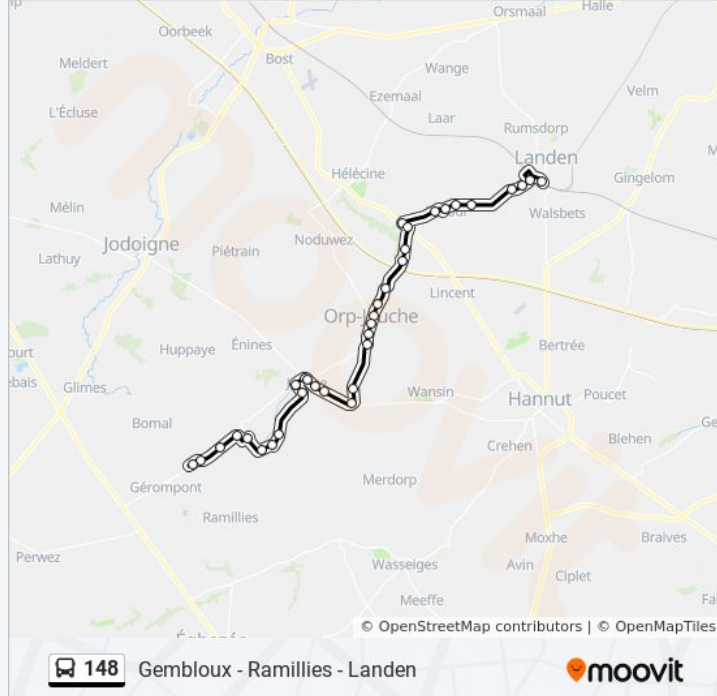 Orsmaal
Halle
Oorbeek
Bost
Meldert
Wange
Ezemaal
Velm
L'Écluse
Laar
Rumsdorp
Landen
Hélécine
Gingelom
Mélin
Walsbets
Jodoigne
Noduwez
Piétrain
Lathuy
Lincent
Orp-Jauche
Huppaye
Énines
Bertrée
Glimes
Wansin
Hannut
Poucet
Bomal
Blehen
Crehen
Merdorp
Gérompont
Ramillies
Moxhe
Braives
Perwez
Wasseiges
Avin
Ciplet
Meeffe
© OpenStreetMap contributors | © OpenMapTiles
148 Gembloux - Ramillies - Landen
moovit